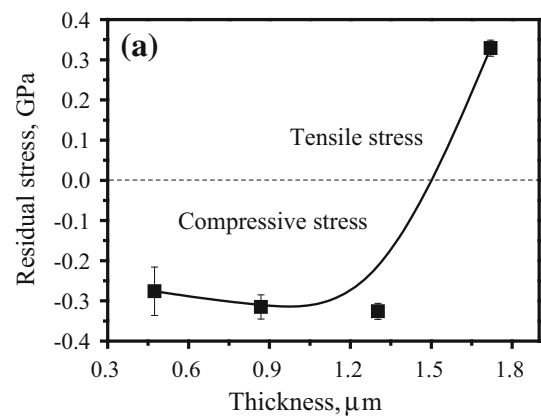 (a)
Residual stress, GPa
0.4
0.3
0.2
0.1
0.0
-0.1
-0.2
-0.3
-0.4
Tensile stress
Compressive stress
0.3 0.6 0.9 1.2 1.5 1.8
Thickness, μm